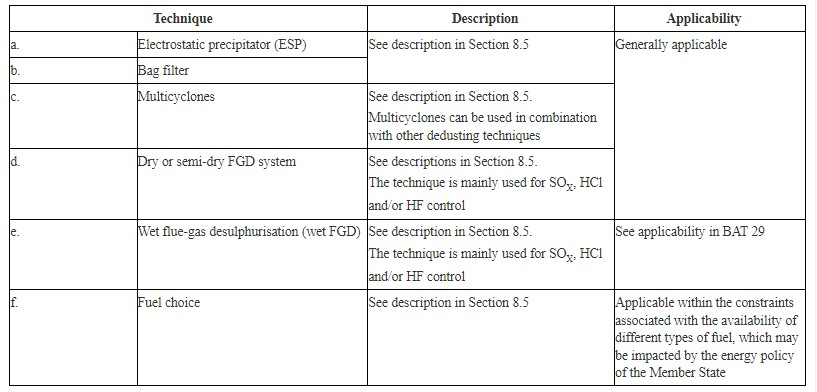 Technique Description Applicability
a. Electrostatic precipitator (ESP) See description in Section 8.5 Generally applicable
b. Bag filter
c. Multicyclones See description in Section 8.5.
Multicyclones can be used in combination
with other dedusting techniques
d. Dry or semi-dry FGD system See descriptions in Section 8.5.
The technique is mainly used for SOX, HCl
and/or HF control
e. Wet flue-gas desulphurisation (wet FGD) See description in Section 8.5. See applicability in BAT 29
The technique is mainly used for SOX, HCl
and/or HF control
f. Fuel choice See description in Section 8.5 Applicable within the constraints
associated with the availability of
different types of fuel, which may
be impacted by the energy policy
of the Member State